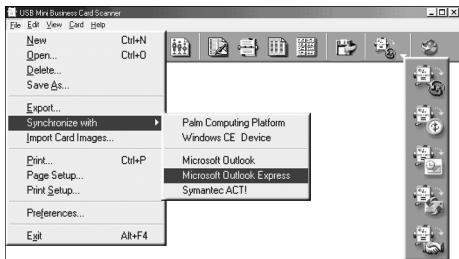 USB Mini Business Card Scanner
File Edit View Card Help
New Ctrl+N
Open... Ctrl+O
Delete...
Save As...
Export...
Synchronize with
Import Card Images...
Print... Ctrl+P
Page Setup...
Print Setup...
Preferences...
Exit Alt+F4
Palm Computing Platform
Windows CE Device
Microsoft Outlook
Microsoft Outlook Express
Symantec ACT!